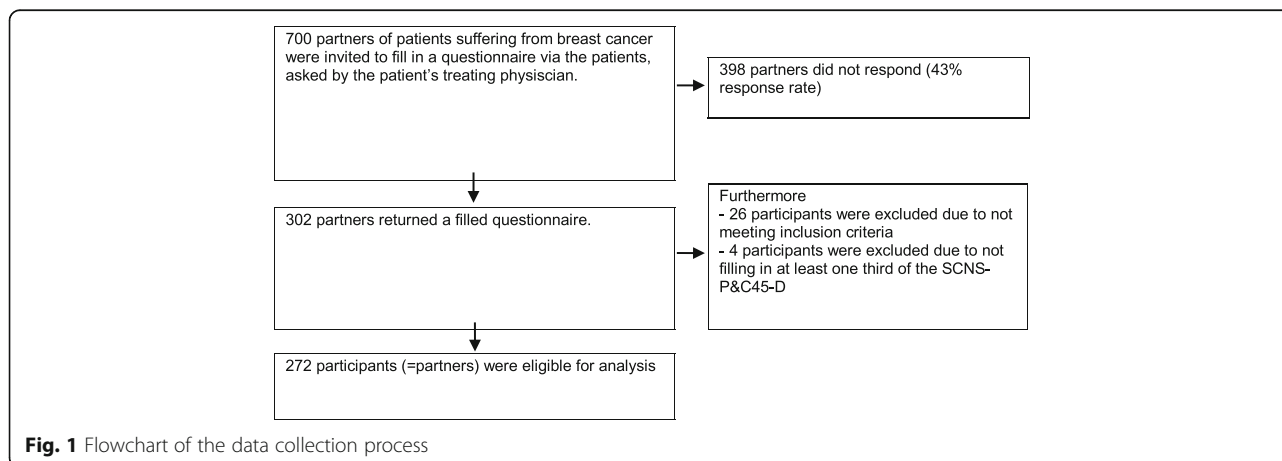 700 partners of patients suffering from breast cancer
were invited to fill in a questionnaire via the patients,
asked by the patient's treating physiscian.
398 partners did not respond (43%
response rate)
302 partners returned a filled questionnaire.
Furthermore
- 26 participants were excluded due to not
meeting inclusion criteria
- 4 participants were excluded due to not
filling in at least one third of the SCNS-
P&C45-D
272 participants (=partners) were eligible for analysis
Fig. 1 Flowchart of the data collection process